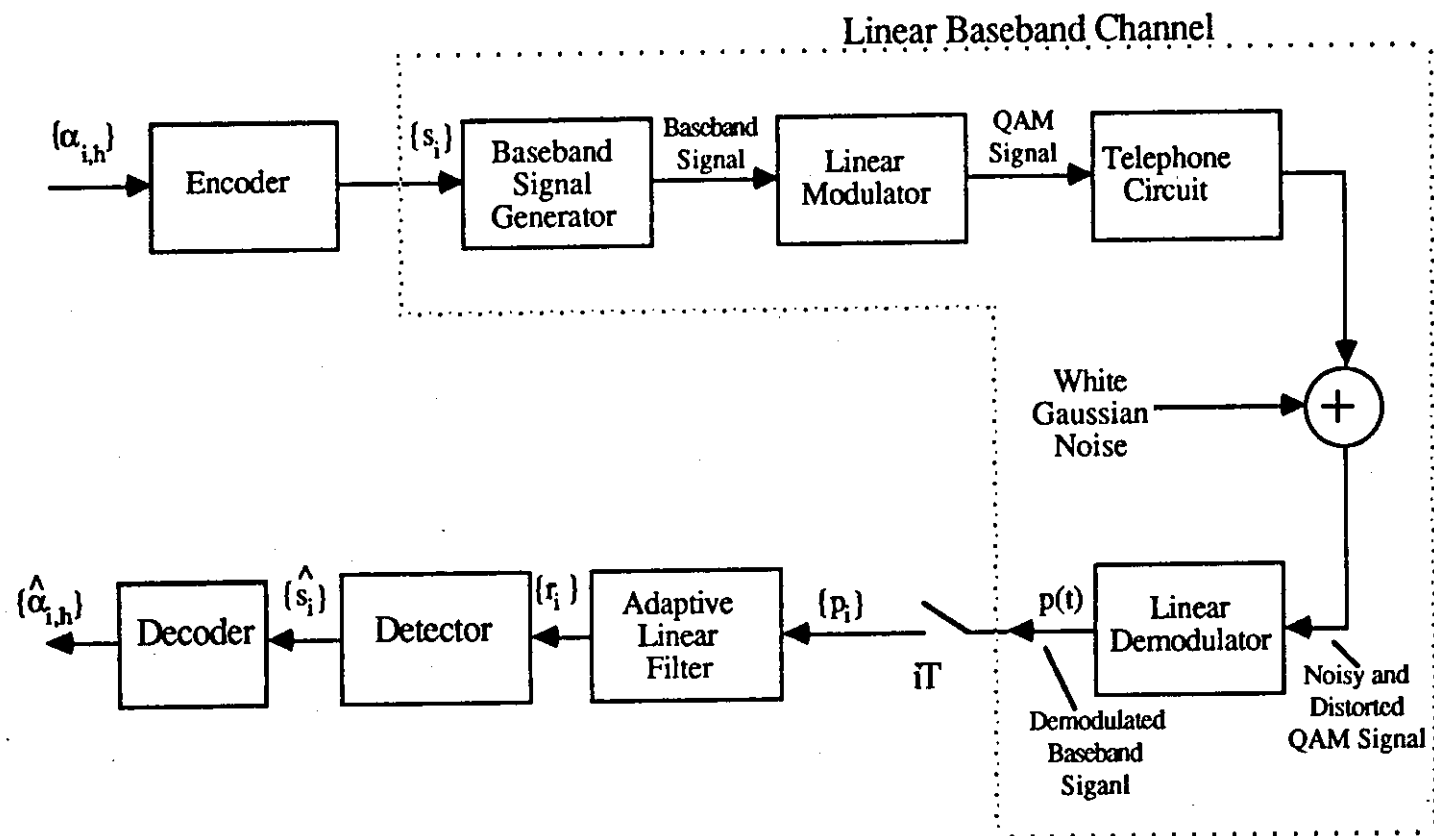 Linear Baseband Channel
{α_{i,h}}
Encoder
{s_i}
Baseband
Signal
Generator
Baseband
Signal
Linear
Modulator
QAM
Signal
Telephone
Circuit
White
Gaussian
Noise
+
{α̂_{i,h}}
Decoder
{ŝ_i}
Detector
{r_i}
Adaptive
Linear
Filter
{p_i}
iT
p(t)
Linear
Demodulator
Demodulated
Baseband
Siganl
Noisy and
Distorted
QAM Signal